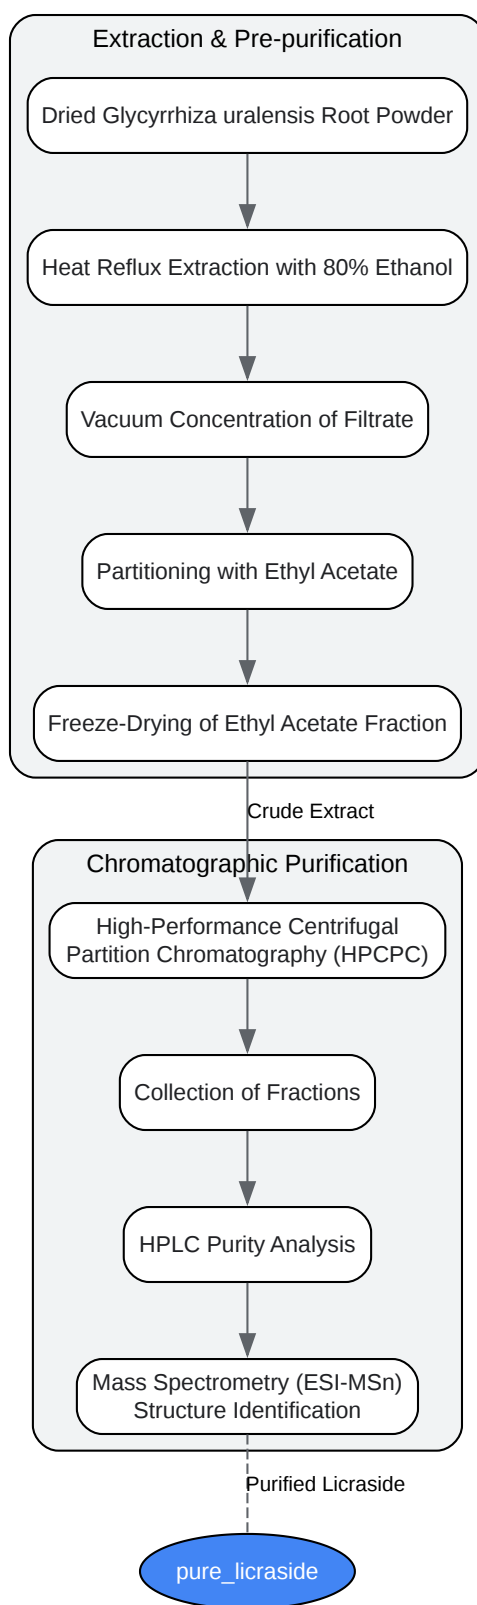 Extraction & Pre-purification
Dried Glycyrrhiza uralensis Root Powder
Heat Reflux Extraction with 80% Ethanol
Vacuum Concentration of Filtrate
Partitioning with Ethyl Acetate
Freeze-Drying of Ethyl Acetate Fraction
Crude Extract
Chromatographic Purification
High-Performance Centrifugal
Partition Chromatography (HPCPC)
Collection of Fractions
HPLC Purity Analysis
Mass Spectrometry (ESI-MSn)
Structure Identification
Purified Licraside
pure_licraside